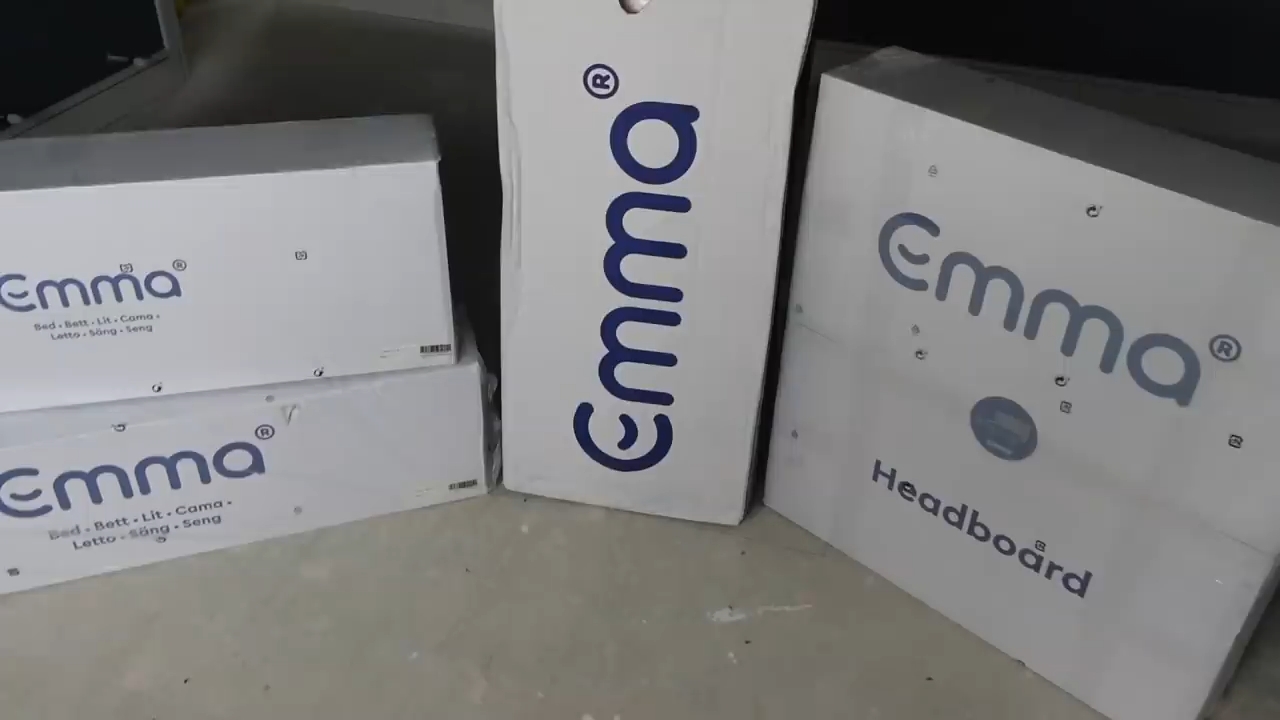 Emma®
Bed • Bett • Lit • Cama •
Letto • Säng • Seng
Emma®
Bed • Bett • Lit • Cama •
Letto • Säng • Seng
Emma®
Emma®
Headboard